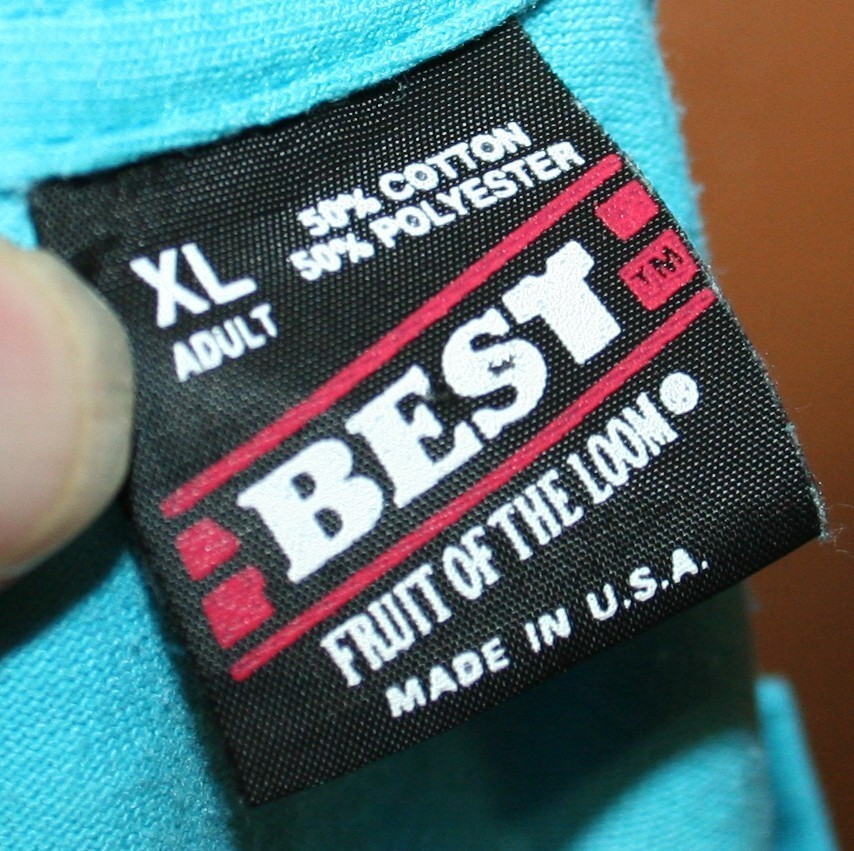 50% COTTON
50% POLYESTER
XL
ADULT
BEST
TM
FRUIT OF THE LOOM®
MADE IN U.S.A.